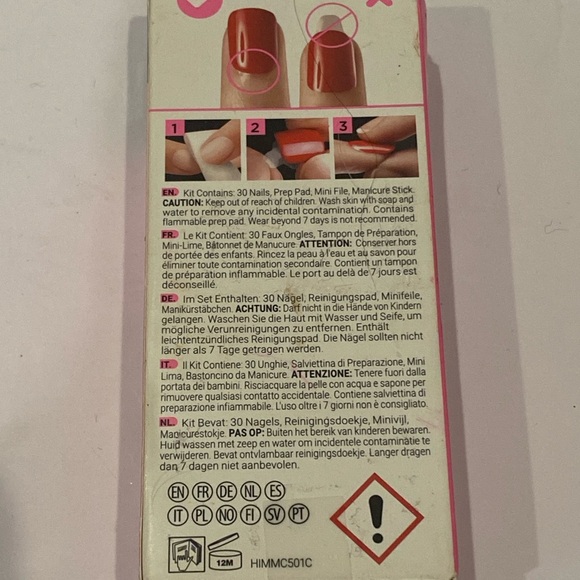 1 2 3
EN. Kit Contains: 30 Nails, Prep Pad, Mini File, Manicure Stick.
CAUTION: Keep out of reach of children. Wash skin with soap and
water to remove any incidental contamination. Contains
flammable prep pad. Wear beyond 7 days is not recommended.
FR. Le Kit Contient: 30 Faux Ongles, Tampon de Préparation,
Mini-Lime, Bâtonnet de Manucure. ATTENTION: Conserver hors
de portée des enfants. Rincez la peau à l'eau et au savon pour
éliminer toute contamination secondaire. Contient un tampon
de préparation inflammable. Le port au delà de 7 jours est
déconseillé.
DE. Im Set Enthalten: 30 Nägel, Reinigungspad, Minifeile,
Manikürstäbchen. ACHTUNG: Darf nicht in die Hände von Kindern
gelangen. Waschen Sie die Haut mit Wasser und Seife, um
mögliche Verunreinigungen zu entfernen. Enthält
leichtentzündliches Reinigungspad. Die Nägel sollten nicht
länger als 7 Tage getragen werden.
IT. Il Kit Contiene: 30 Unghie, Salviettina di Preparazione, Mini
Lima, Bastoncino da Manicure. ATTENZIONE: Tenere fuori dalla
portata dei bambini. Risciacquare la pelle con acqua e sapone per
rimuovere qualsiasi contatto accidentale. Contiene salviettina di
preparazione infiammabile. L'uso oltre i 7 giorni non è consigliato.
NL. Kit Bevat: 30 Nagels, Reinigingsdoekje, Minivijl,
Manicurestokje. PAS OP: Buiten het bereik van kinderen bewaren.
Huid wassen met zeep en water om incidentele contaminatie te
verwijderen. Bevat ontvlambar reinigingsdoekje. Langer dragen
dan 7 dagen niet aanbevolen.
EN FR DE NL ES
IT PL NO FI SV PT
12M HIMMC501C